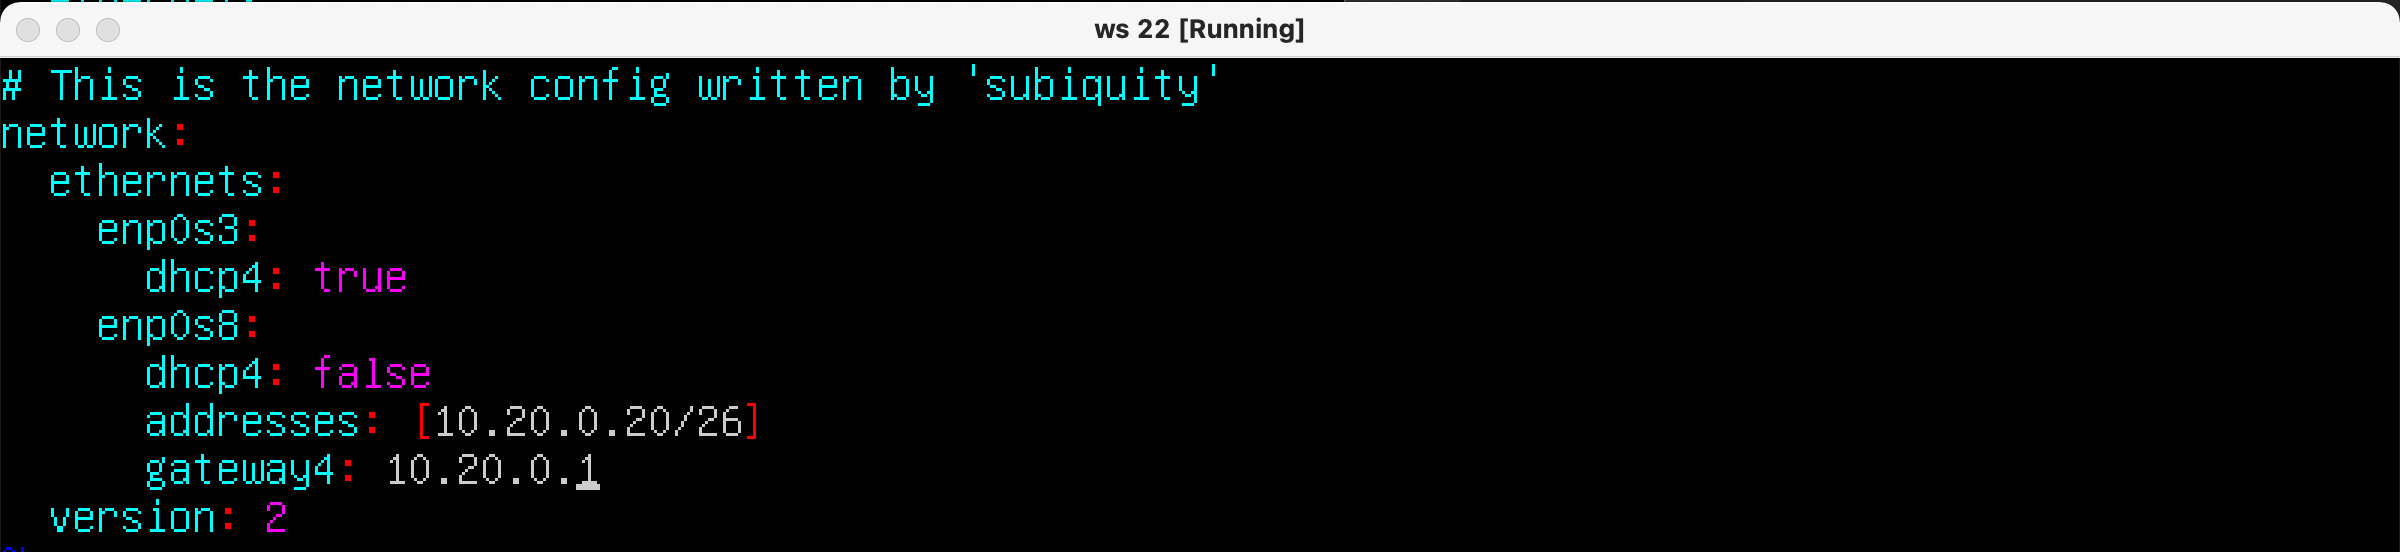 ws 22 [Running]
# This is the network config written by 'subiquity'
network:
  ethernets:
    enp0s3:
      dhcp4: true
    enp0s8:
      dhcp4: false
      addresses: [10.20.0.20/26]
      gateway4: 10.20.0.1
  version: 2